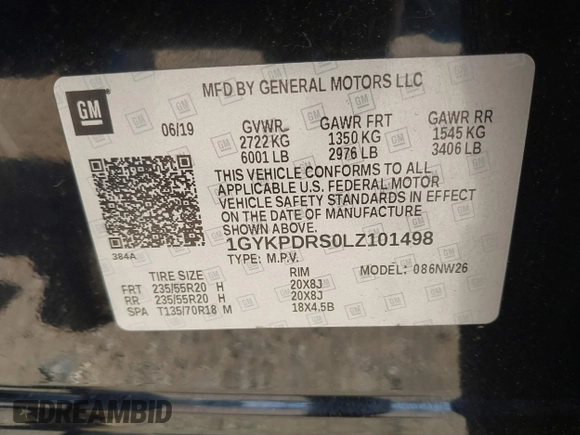 MFD BY GENERAL MOTORS LLC
GM
06/19 GVWR GAWR FRT GAWR RR
2722 KG 1350 KG 1545 KG
6001 LB 2976 LB 3406 LB
THIS VEHICLE CONFORMS TO ALL
APPLICABLE U.S. FEDERAL MOTOR
VEHICLE SAFETY STANDARDS IN EFFECT
ON THE DATE OF MANUFACTURE
SHOWN ABOVE.
384A 1GYKPDRS0LZ101498
TYPE: M.P.V. MODEL: 086NW26
TIRE SIZE RIM
FRT 235/55R20 H 20X8J
RR 235/55R20 H 20X8J
SPA T135/70R18 M 18X4.5B
DREAMBID